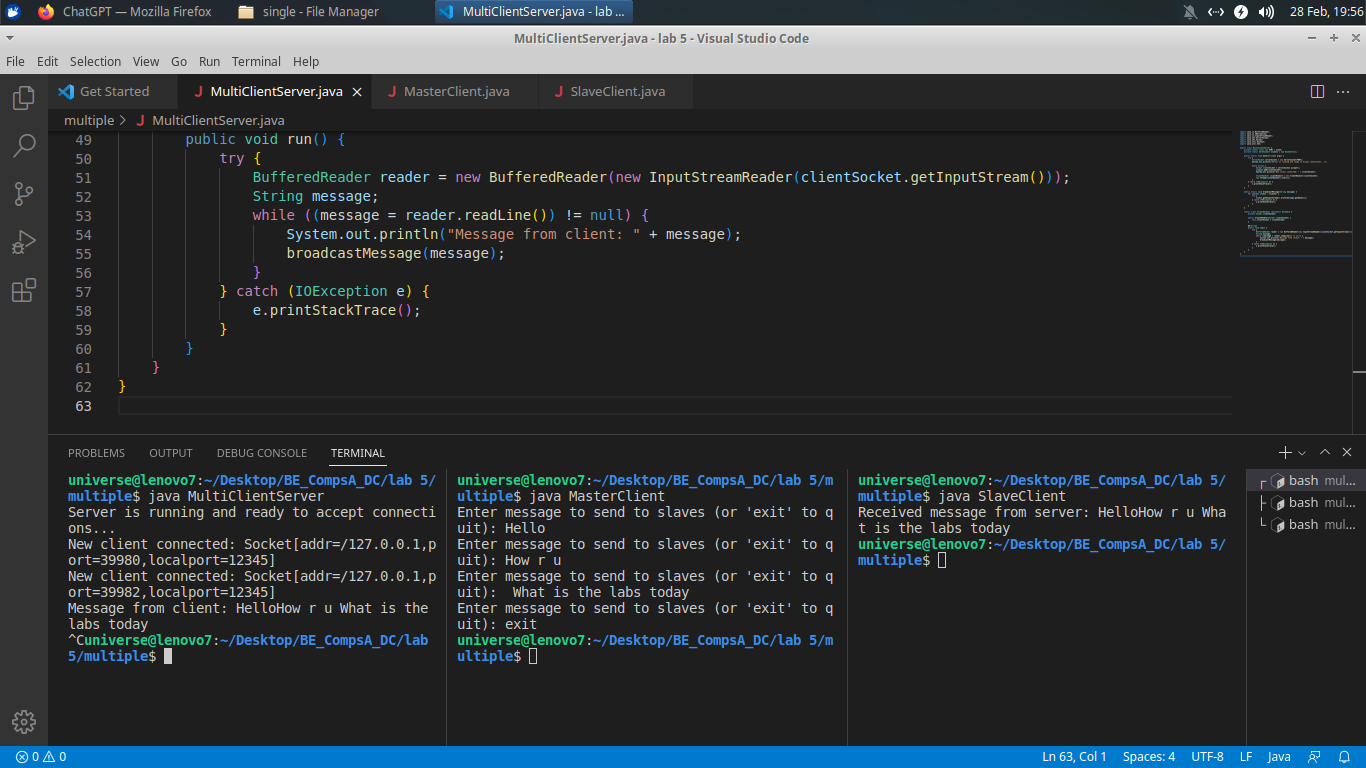 ChatGPT — Mozilla Firefox
single - File Manager
MultiClientServer.java - lab ...
28 Feb, 19:56
MultiClientServer.java - lab 5 - Visual Studio Code
File Edit Selection View Go Run Terminal Help
Get Started
MultiClientServer.java
MasterClient.java
SlaveClient.java
multiple > J MultiClientServer.java
49 public void run() {
50 try {
51 BufferedReader reader = new BufferedReader(new InputStreamReader(clientSocket.getInputStream()));
52 String message;
53 while ((message = reader.readLine()) != null) {
54 System.out.println("Message from client: " + message);
55 broadcastMessage(message);
56 }
57 } catch (IOException e) {
58 e.printStackTrace();
59 }
60 }
61 }
62 }
63
PROBLEMS OUTPUT DEBUG CONSOLE TERMINAL
universe@lenovo7:~/Desktop/BE_CompsA_DC/lab 5/
multiple$ java MultiClientServer
Server is running and ready to accept connecti
ons...
New client connected: Socket[addr=/127.0.0.1,p
ort=39980,localport=12345]
New client connected: Socket[addr=/127.0.0.1,p
ort=39982,localport=12345]
Message from client: HelloHow r u What is the
labs today
^Cuniverse@lenovo7:~/Desktop/BE_CompsA_DC/lab
5/multiple$
universe@lenovo7:~/Desktop/BE_CompsA_DC/lab 5/m
ultiple$ java MasterClient
Enter message to send to slaves (or 'exit' to q
uit): Hello
Enter message to send to slaves (or 'exit' to q
uit): How r u
Enter message to send to slaves (or 'exit' to q
uit):  What is the labs today
Enter message to send to slaves (or 'exit' to q
uit): exit
universe@lenovo7:~/Desktop/BE_CompsA_DC/lab 5/m
ultiple$
universe@lenovo7:~/Desktop/BE_CompsA_DC/lab 5/
multiple$ java SlaveClient
Received message from server: HelloHow r u Wha
t is the labs today
universe@lenovo7:~/Desktop/BE_CompsA_DC/lab 5/
multiple$
bash mul...
bash mul...
bash mul...
0 0
Ln 63, Col 1 Spaces: 4 UTF-8 LF Java